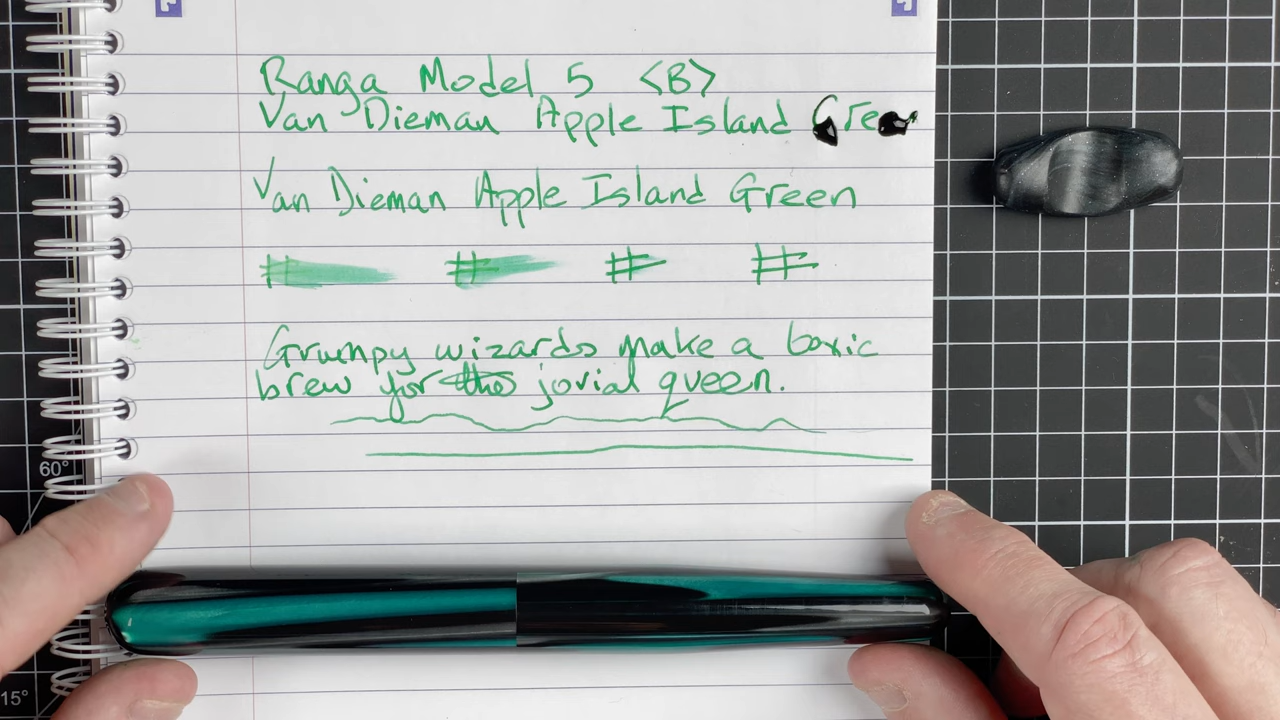 Ranga Model 5 <B>
Van Dieman Apple Island Gree
Van Dieman Apple Island Green
# # # #
Grumpy wizards make a toxic
brew for the jovial queen.
60°
15°